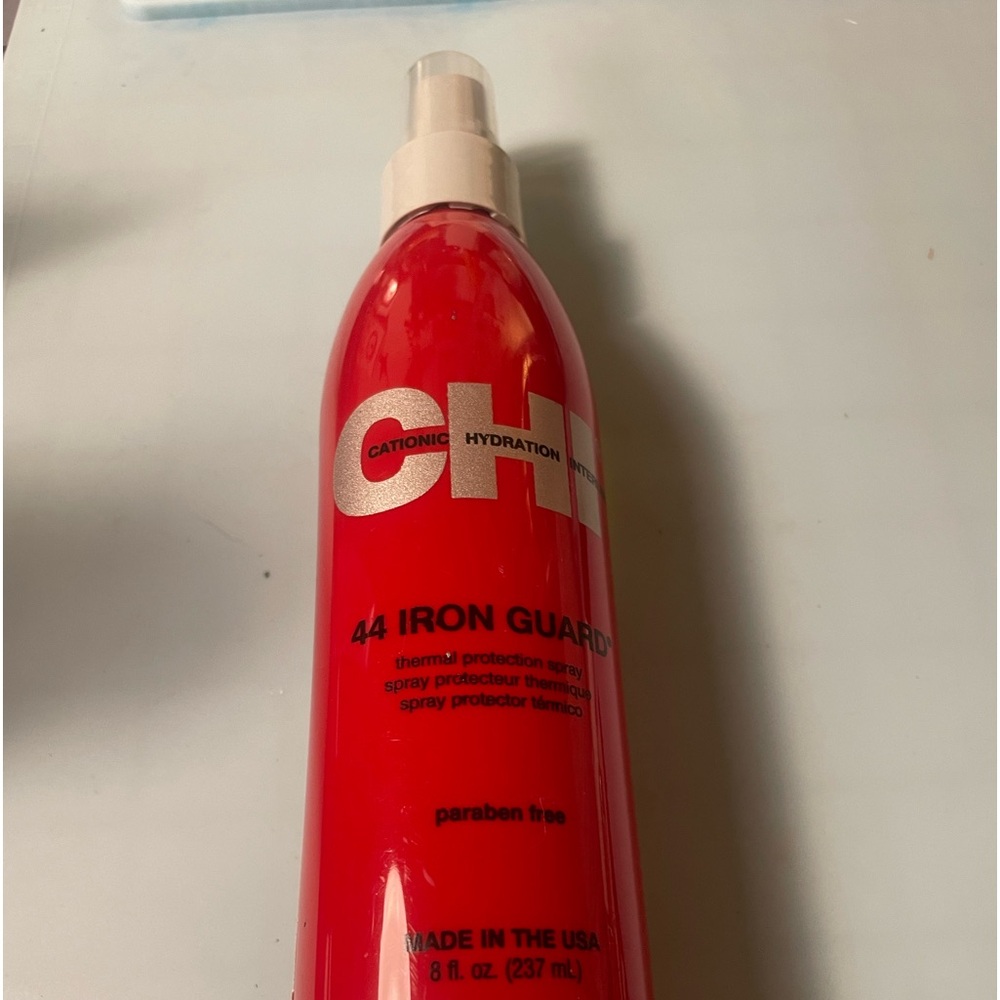 CHI
CATIONIC HYDRATION
44 IRON GUARD®
thermal protection spray
spray protecteur thermique
spray protector térmico
paraben free
MADE IN THE USA
8 fl. oz. (237 mL)